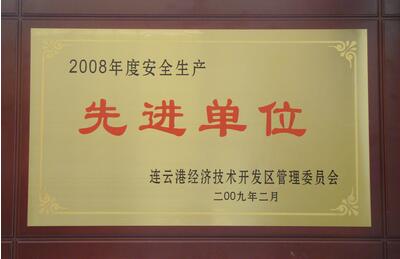 2008年度安全生产
先进单位
连云港经济技术开发区管理委员会
二00九年二月